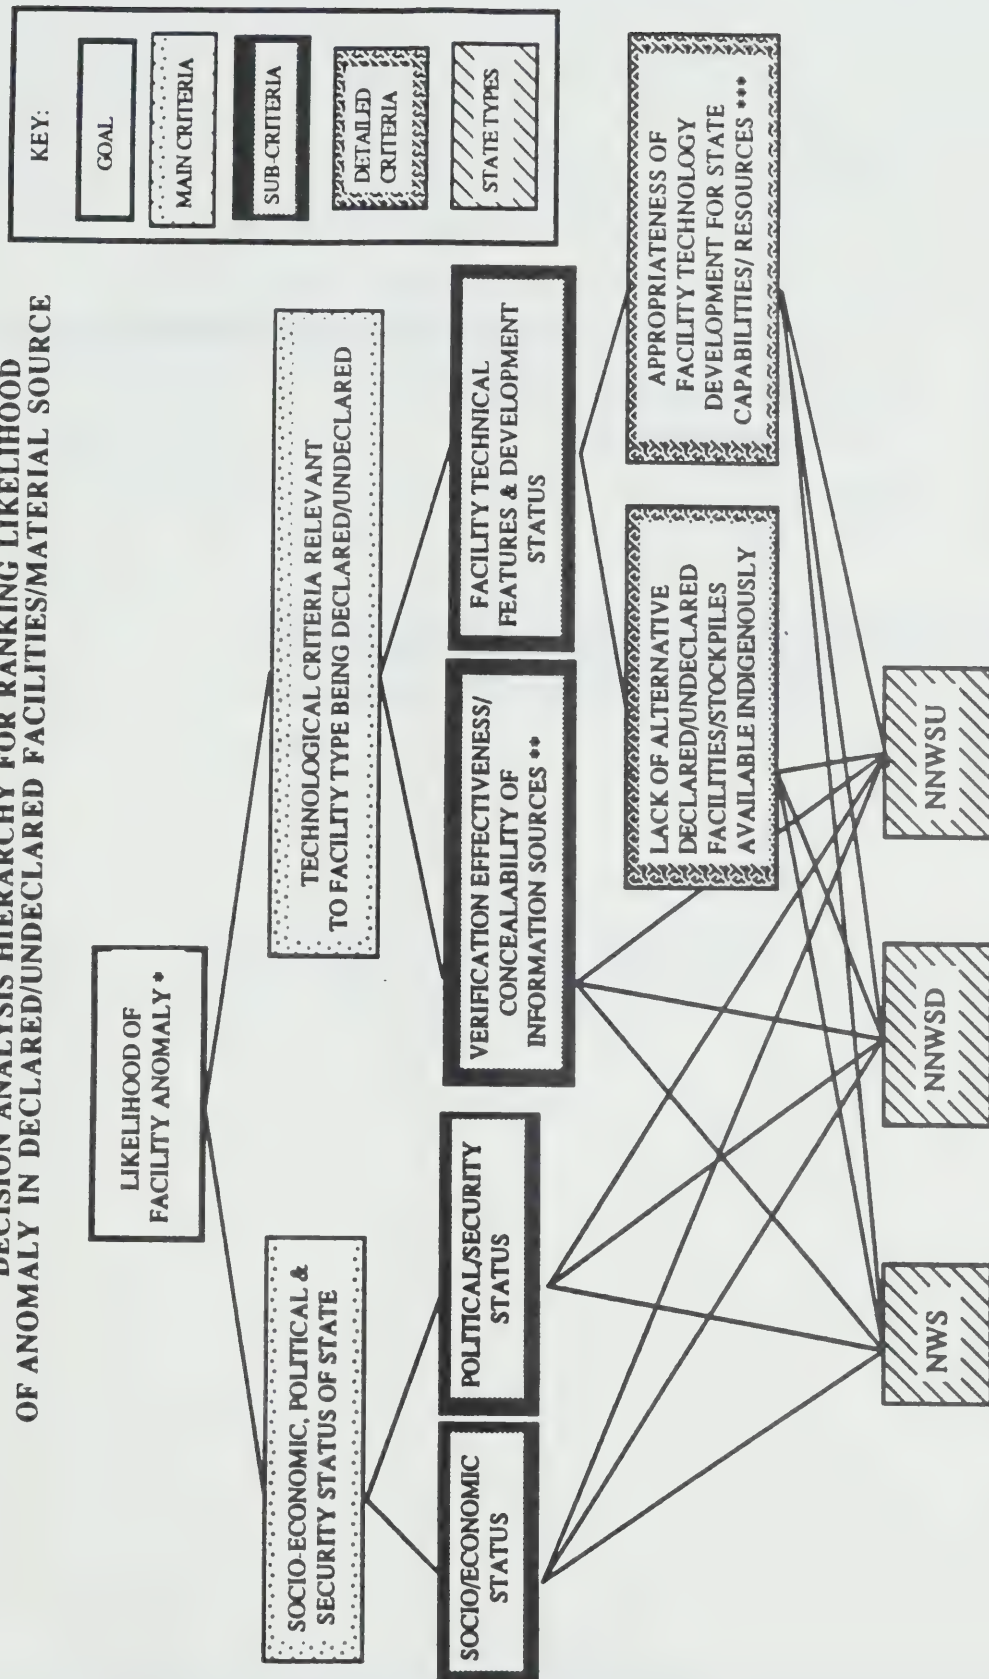 DECISION ANALYSIS HIERARCHY FOR RANKING LIKELIHOOD
OF ANOMALY IN DECLARED/UNDECLARED FACILITIES/MATERIAL SOURCE
KEY:
GOAL
MAIN CRITERIA
SUB-CRITERIA
DETAILED
CRITERIA
STATE TYPES
LIKELIHOOD OF
FACILITY ANOMALY *
SOCIO-ECONOMIC, POLITICAL &
SECURITY STATUS OF STATE
TECHNOLOGICAL CRITERIA RELEVANT
TO FACILITY TYPE BEING DECLARED/UNDECLARED
SOCIO/ECONOMIC
STATUS
POLITICAL/SECURITY
STATUS
VERIFICATION EFFECTIVENESS/
CONCEALABILITY OF
INFORMATION SOURCES **
FACILITY TECHNICAL
FEATURES & DEVELOPMENT
STATUS
LACK OF ALTERNATIVE
DECLARED/UNDECLARED
FACILITIES/STOCKPILES
AVAILABLE INDIGENOUSLY
APPROPRIATENESS OF
FACILITY TECHNOLOGY
DEVELOPMENT FOR STATE
CAPABILITIES/ RESOURCES ***
NWS
NNWSD
NNWSU